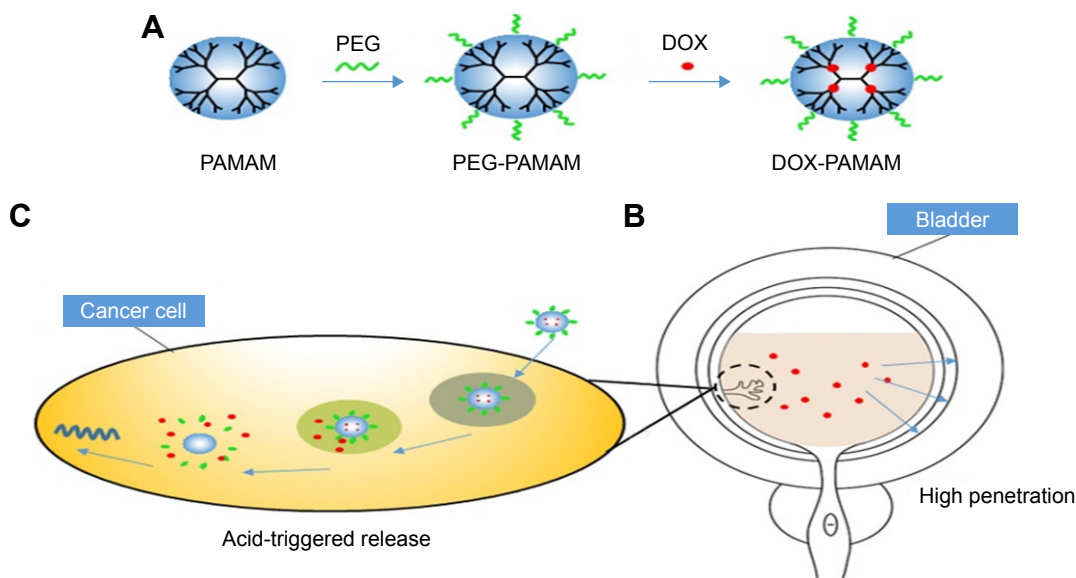 A
PEG
DOX
PAMAM
PEG-PAMAM
DOX-PAMAM
C
B
Bladder
Cancer cell
High penetration
Acid-triggered release